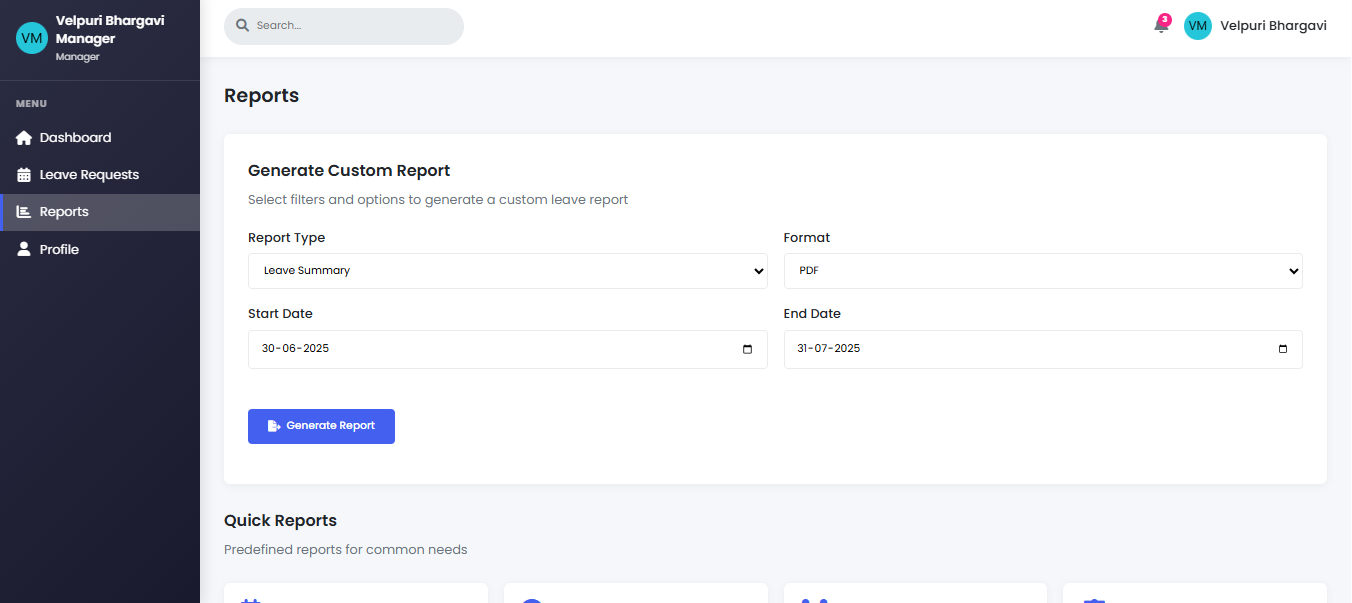 Velpuri Bhargavi
Manager
Manager
VM
MENU
Dashboard
Leave Requests
Reports
Profile
Search...
3
VM
Velpuri Bhargavi
Reports
Generate Custom Report
Select filters and options to generate a custom leave report
Report Type
Format
Leave Summary
PDF
Start Date
End Date
30-06-2025
31-07-2025
Generate Report
Quick Reports
Predefined reports for common needs